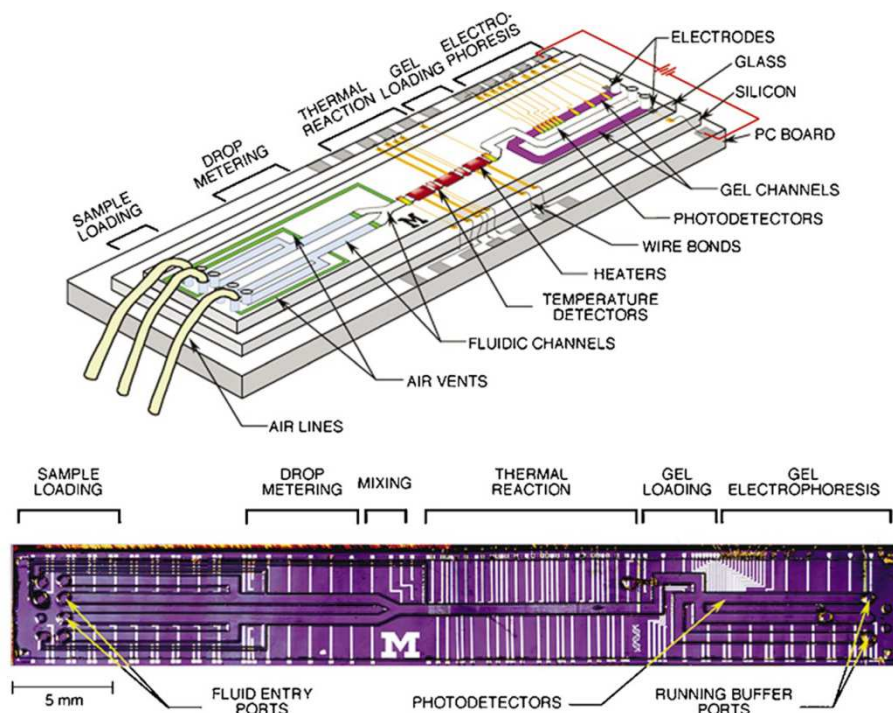 ELECTRO-
PHORESIS
GEL
LOADING
THERMAL
REACTION
DROP
METERING
SAMPLE
LOADING
ELECTRODES
GLASS
SILICON
PC BOARD
GEL CHANNELS
PHOTODETECTORS
WIRE BONDS
HEATERS
TEMPERATURE
DETECTORS
FLUIDIC CHANNELS
AIR VENTS
AIR LINES
M
SAMPLE
LOADING
DROP
METERING
MIXING
THERMAL
REACTION
GEL
LOADING
GEL
ELECTROPHORESIS
M
5 mm
FLUID ENTRY
PORTS
PHOTODETECTORS
RUNNING BUFFER
PORTS